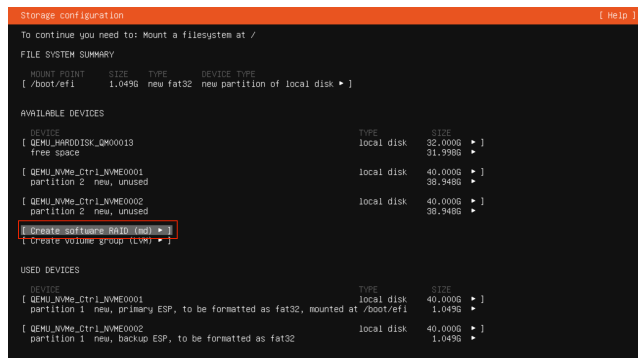 Storage configuration [ Help ]
To continue you need to: Mount a filesystem at /
FILE SYSTEM SUMMARY
MOUNT POINT SIZE TYPE DEVICE TYPE
[ /boot/efi 1.049G new fat32 new partition of local disk ▸ ]
AVAILABLE DEVICES
DEVICE TYPE SIZE
[ QEMU_HARDDISK_QM00013 local disk 32.000G ▸ ]
free space 31.998G ▸
[ QEMU_NVMe_Ctrl_NVME0001 local disk 40.000G ▸ ]
partition 2 new, unused 38.948G ▸
[ QEMU_NVMe_Ctrl_NVME0002 local disk 40.000G ▸ ]
partition 2 new, unused 38.948G ▸
[ Create software RAID (md) ▸ ]
[ Create volume group (LVM) ▸ ]
USED DEVICES
DEVICE TYPE SIZE
[ QEMU_NVMe_Ctrl_NVME0001 local disk 40.000G ▸ ]
partition 1 new, primary ESP, to be formatted as fat32, mounted at /boot/efi 1.049G ▸
[ QEMU_NVMe_Ctrl_NVME0002 local disk 40.000G ▸ ]
partition 1 new, backup ESP, to be formatted as fat32 1.049G ▸